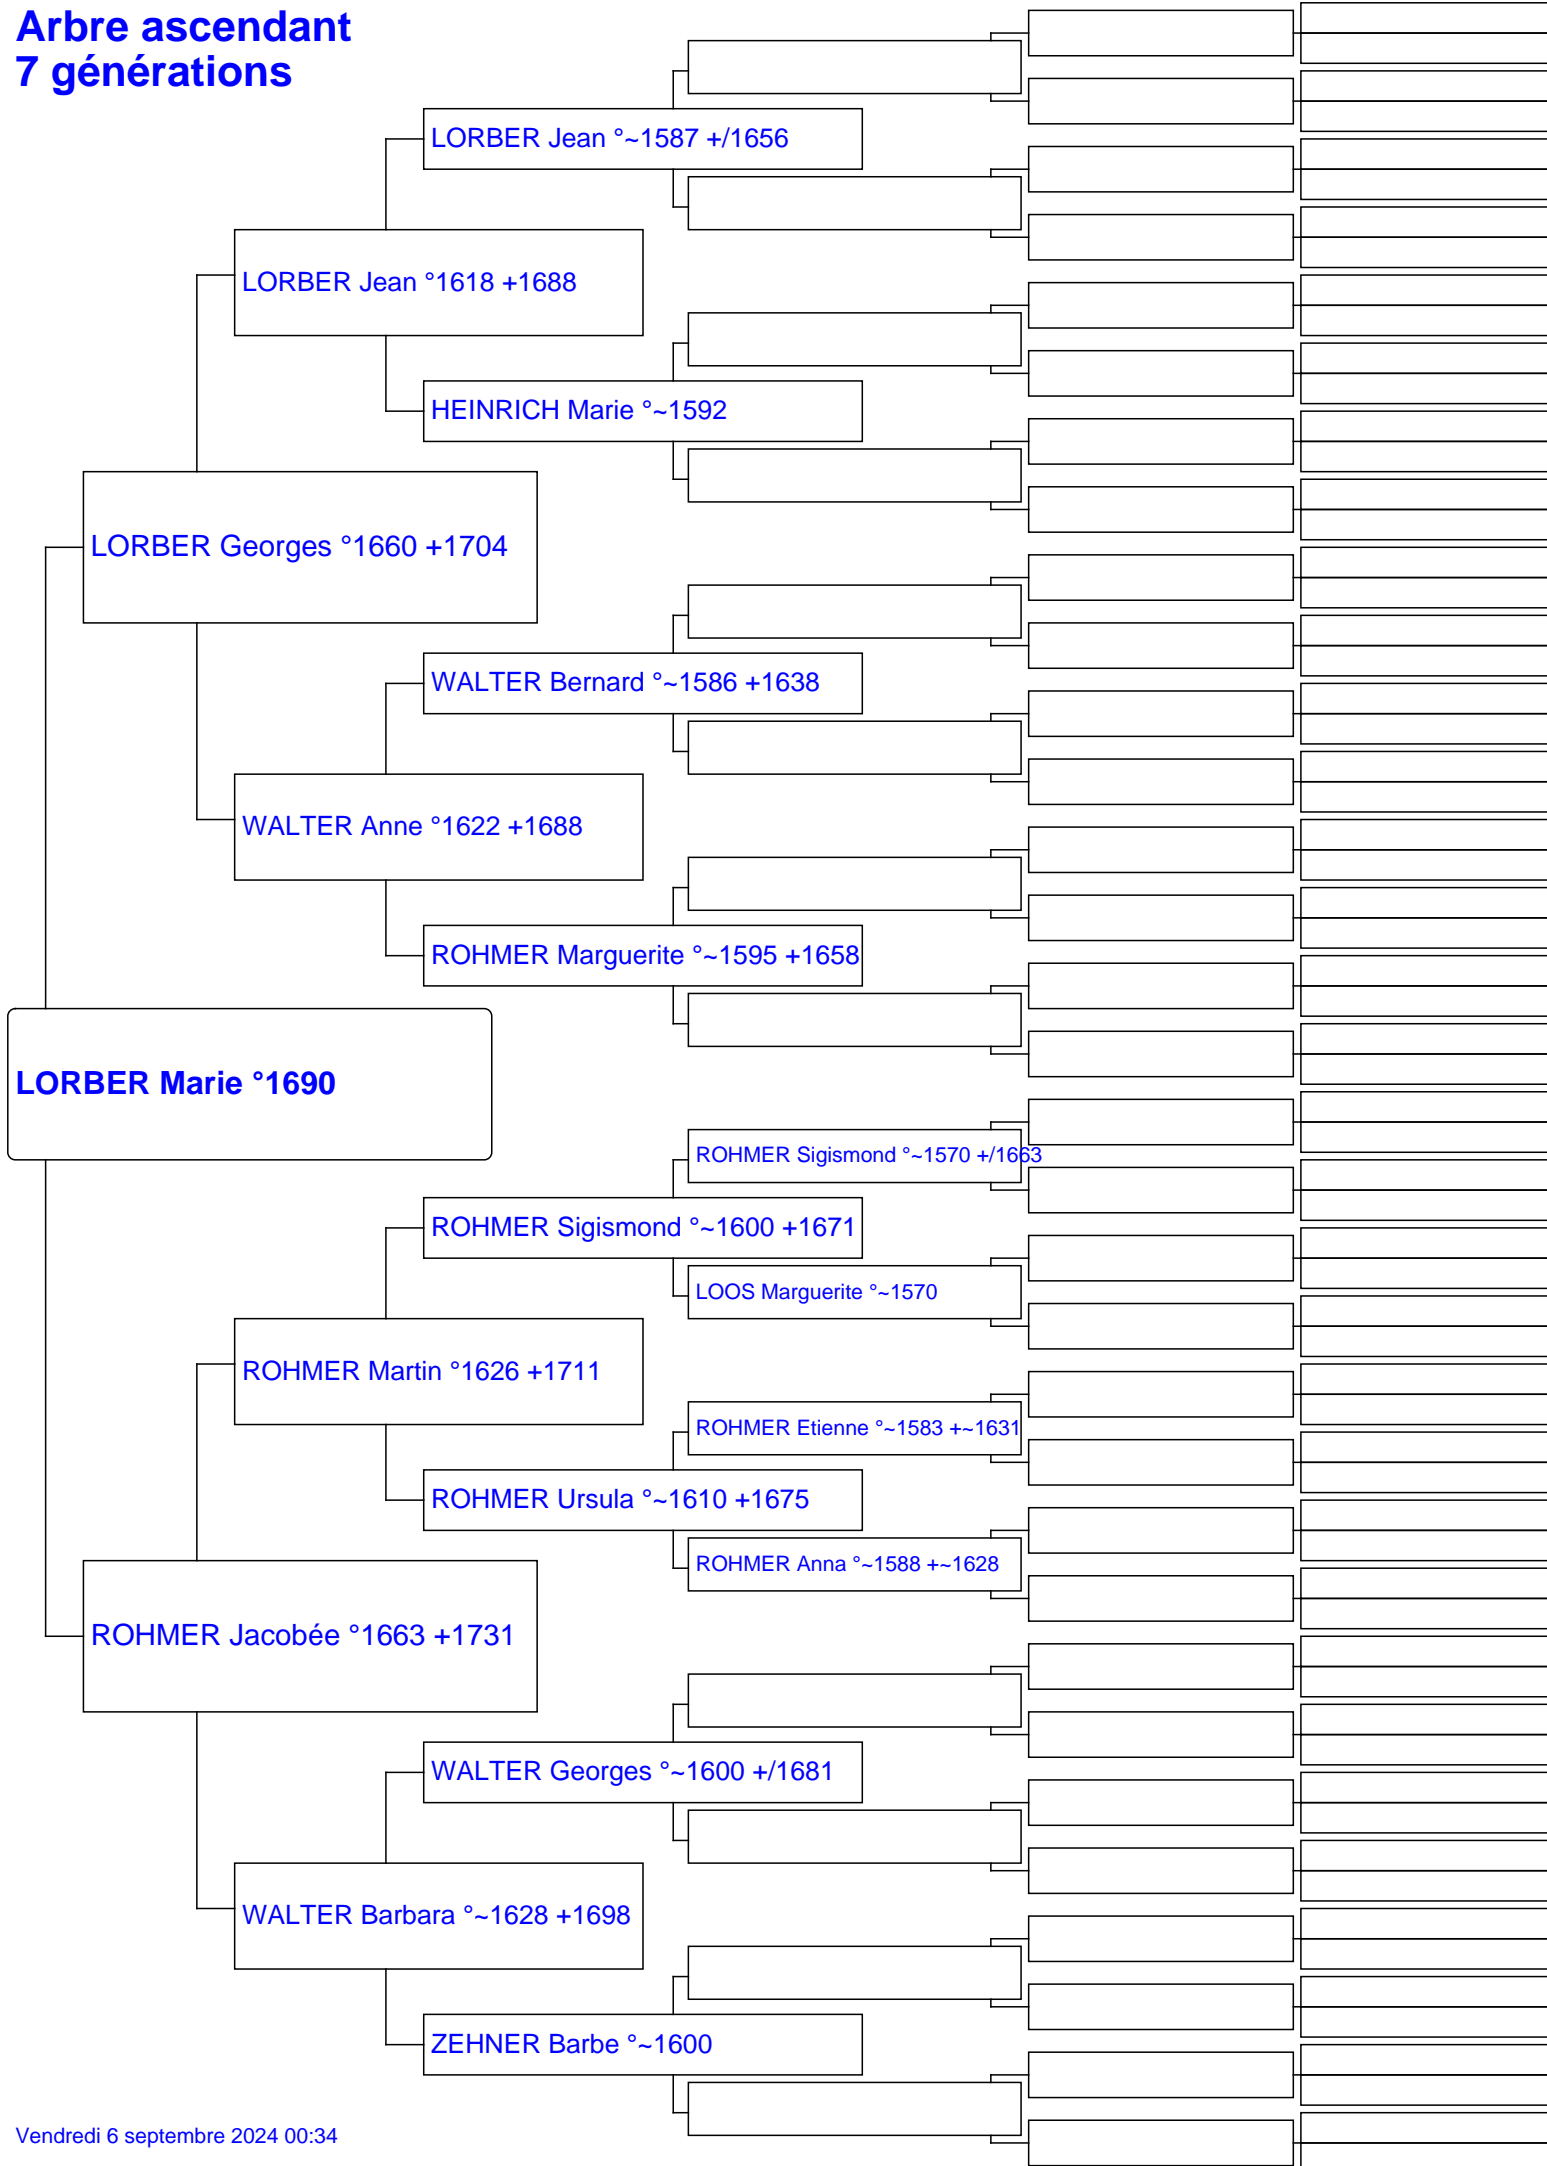 Arbre ascendant
7 générations
LORBER Jean °~1587 +/1656
LORBER Jean °1618 +1688
HEINRICH Marie °~1592
LORBER Georges °1660 +1704
WALTER Bernard °~1586 +1638
WALTER Anne °1622 +1688
ROHMER Marguerite °~1595 +1658
LORBER Marie °1690
ROHMER Sigismond °~1570 +/1663
ROHMER Sigismond °~1600 +1671
LOOS Marguerite °~1570
ROHMER Martin °1626 +1711
ROHMER Etienne °~1583 +~1631
ROHMER Ursula °~1610 +1675
ROHMER Anna °~1588 +~1628
ROHMER Jacobée °1663 +1731
WALTER Georges °~1600 +/1681
WALTER Barbara °~1628 +1698
ZEHNER Barbe °~1600
Vendredi 6 septembre 2024 00:34